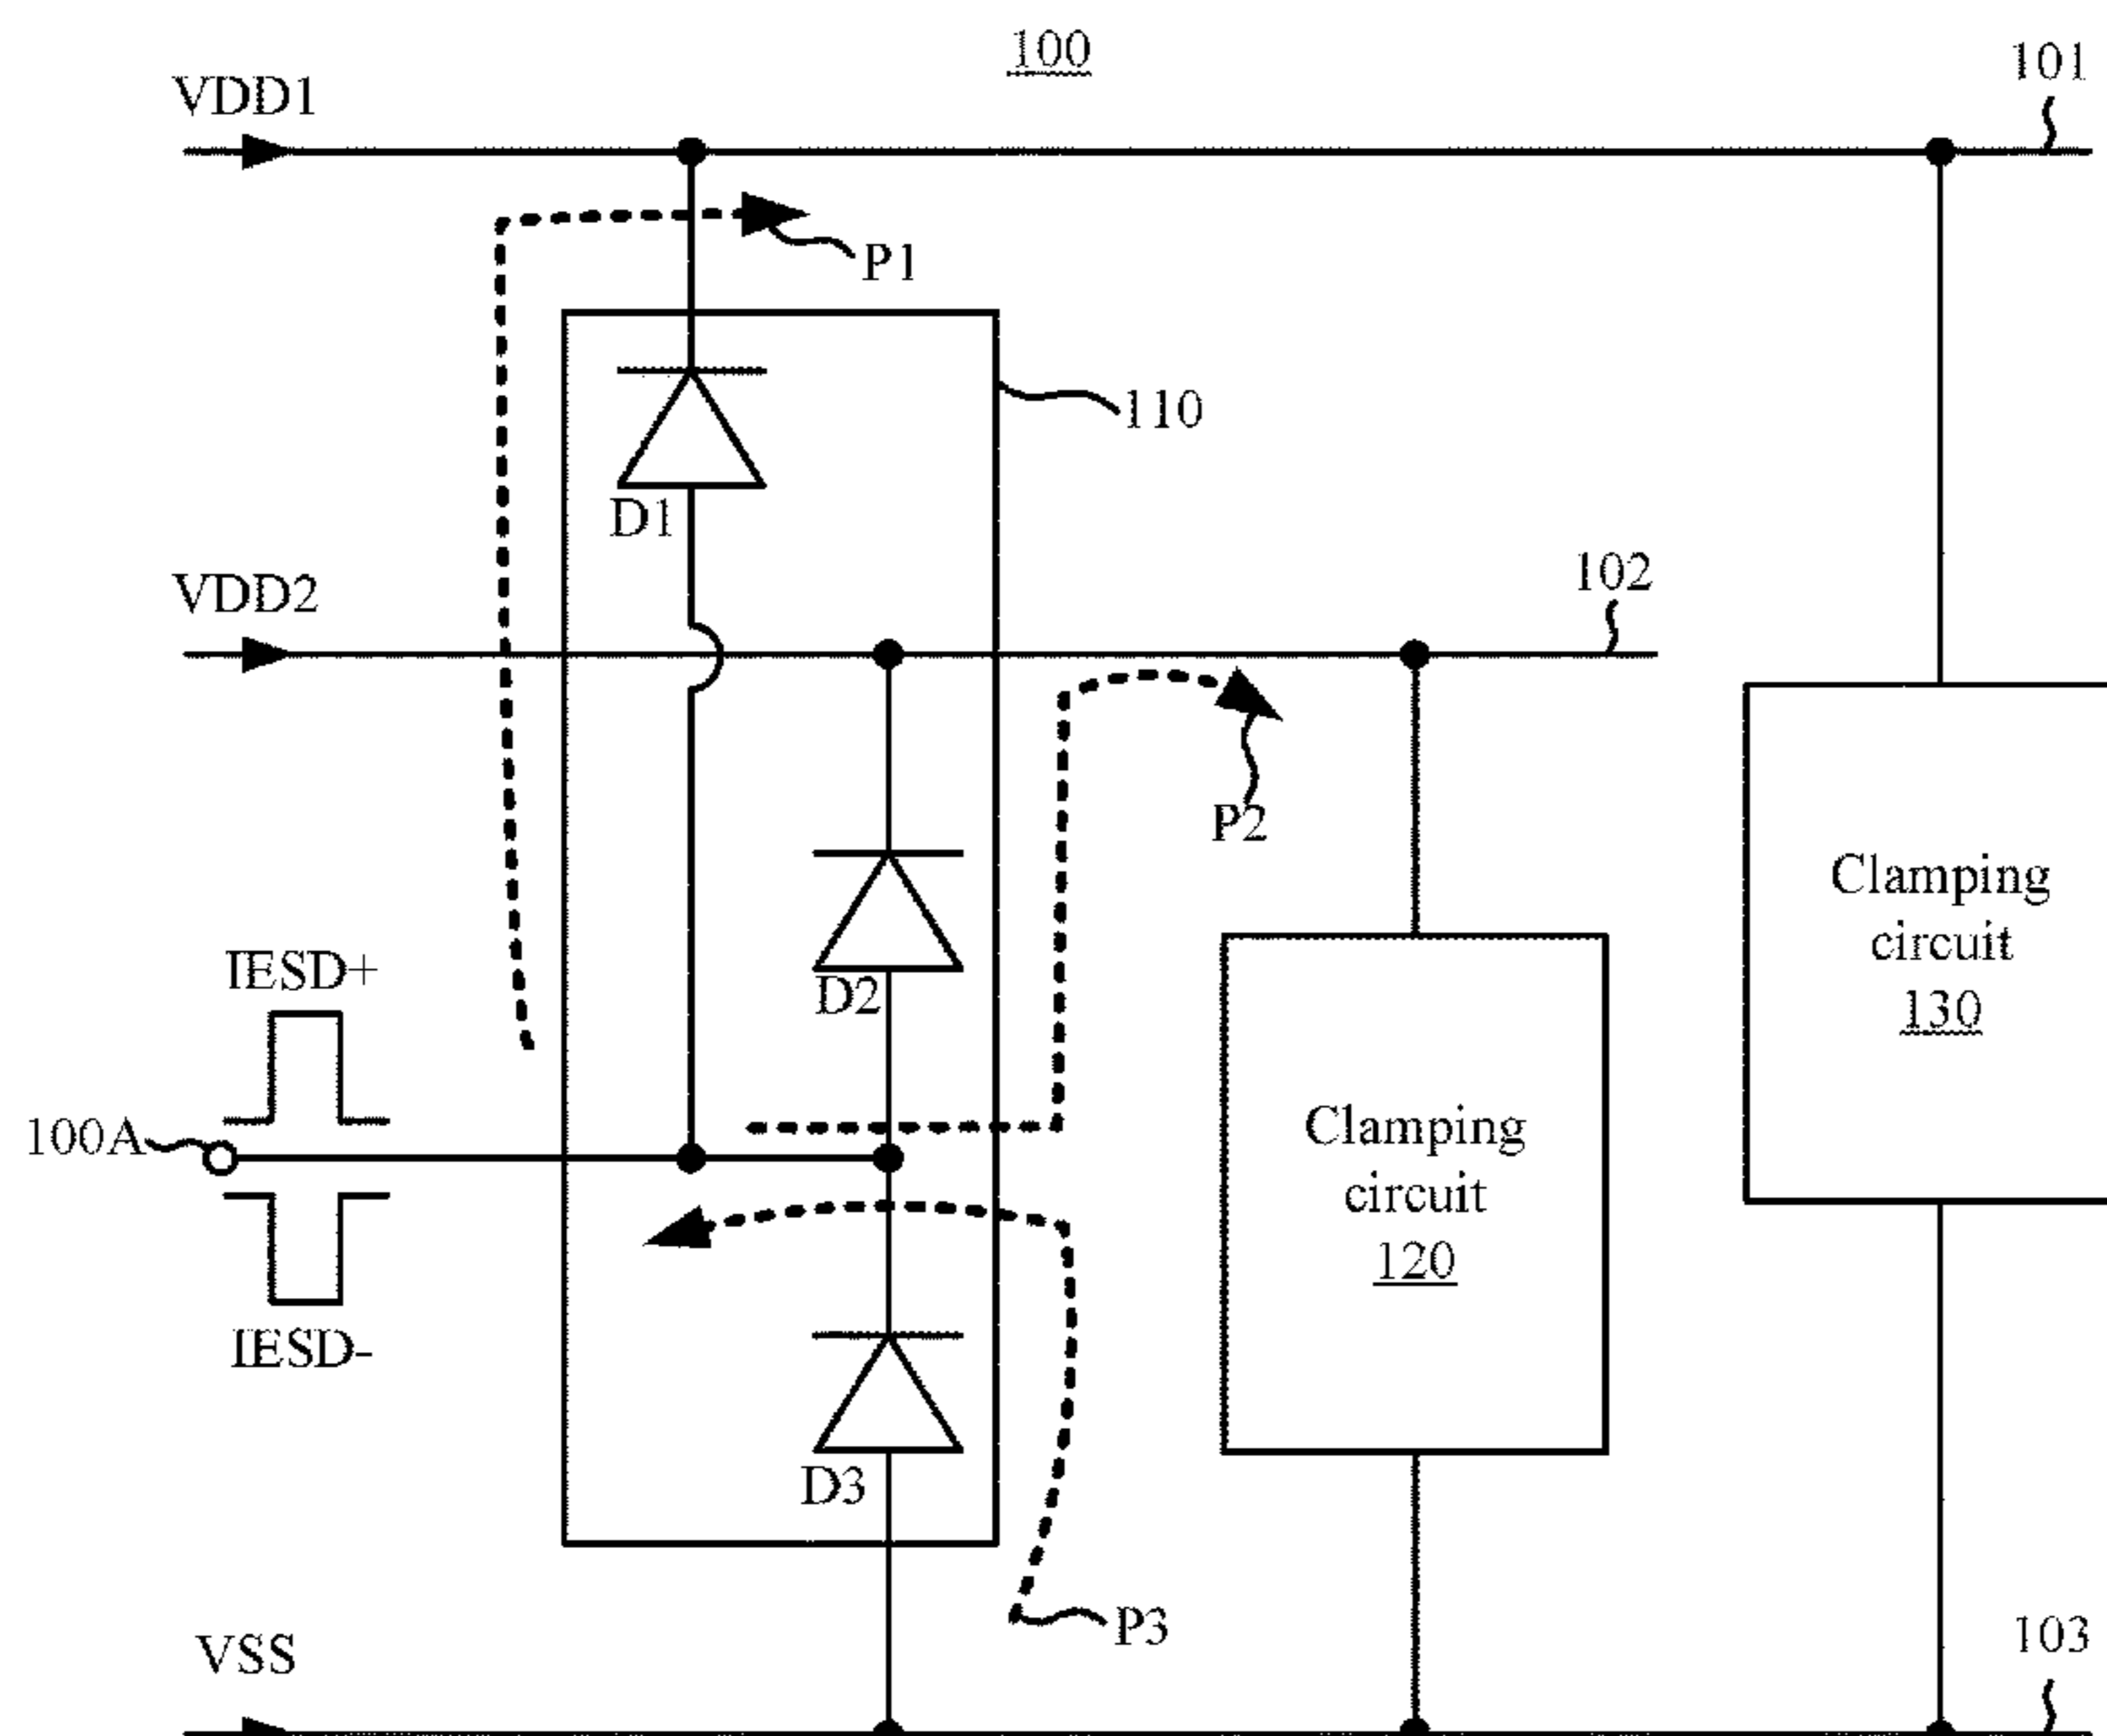 100
101
VDD1
P1
110
D1
VDD2
102
P2
Clamping
circuit
130
IESD+
D2
100A
Clamping
circuit
120
IESD-
D3
P3
VSS
103